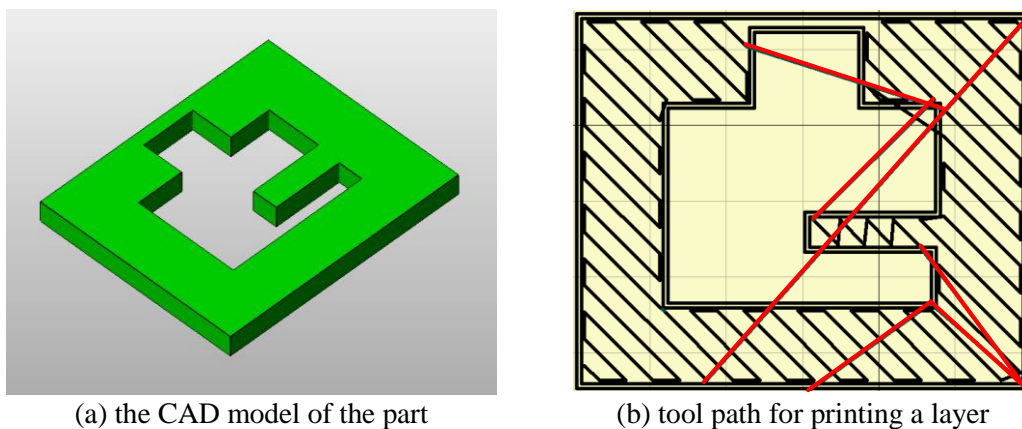 (a) the CAD model of the part
(b) tool path for printing a layer